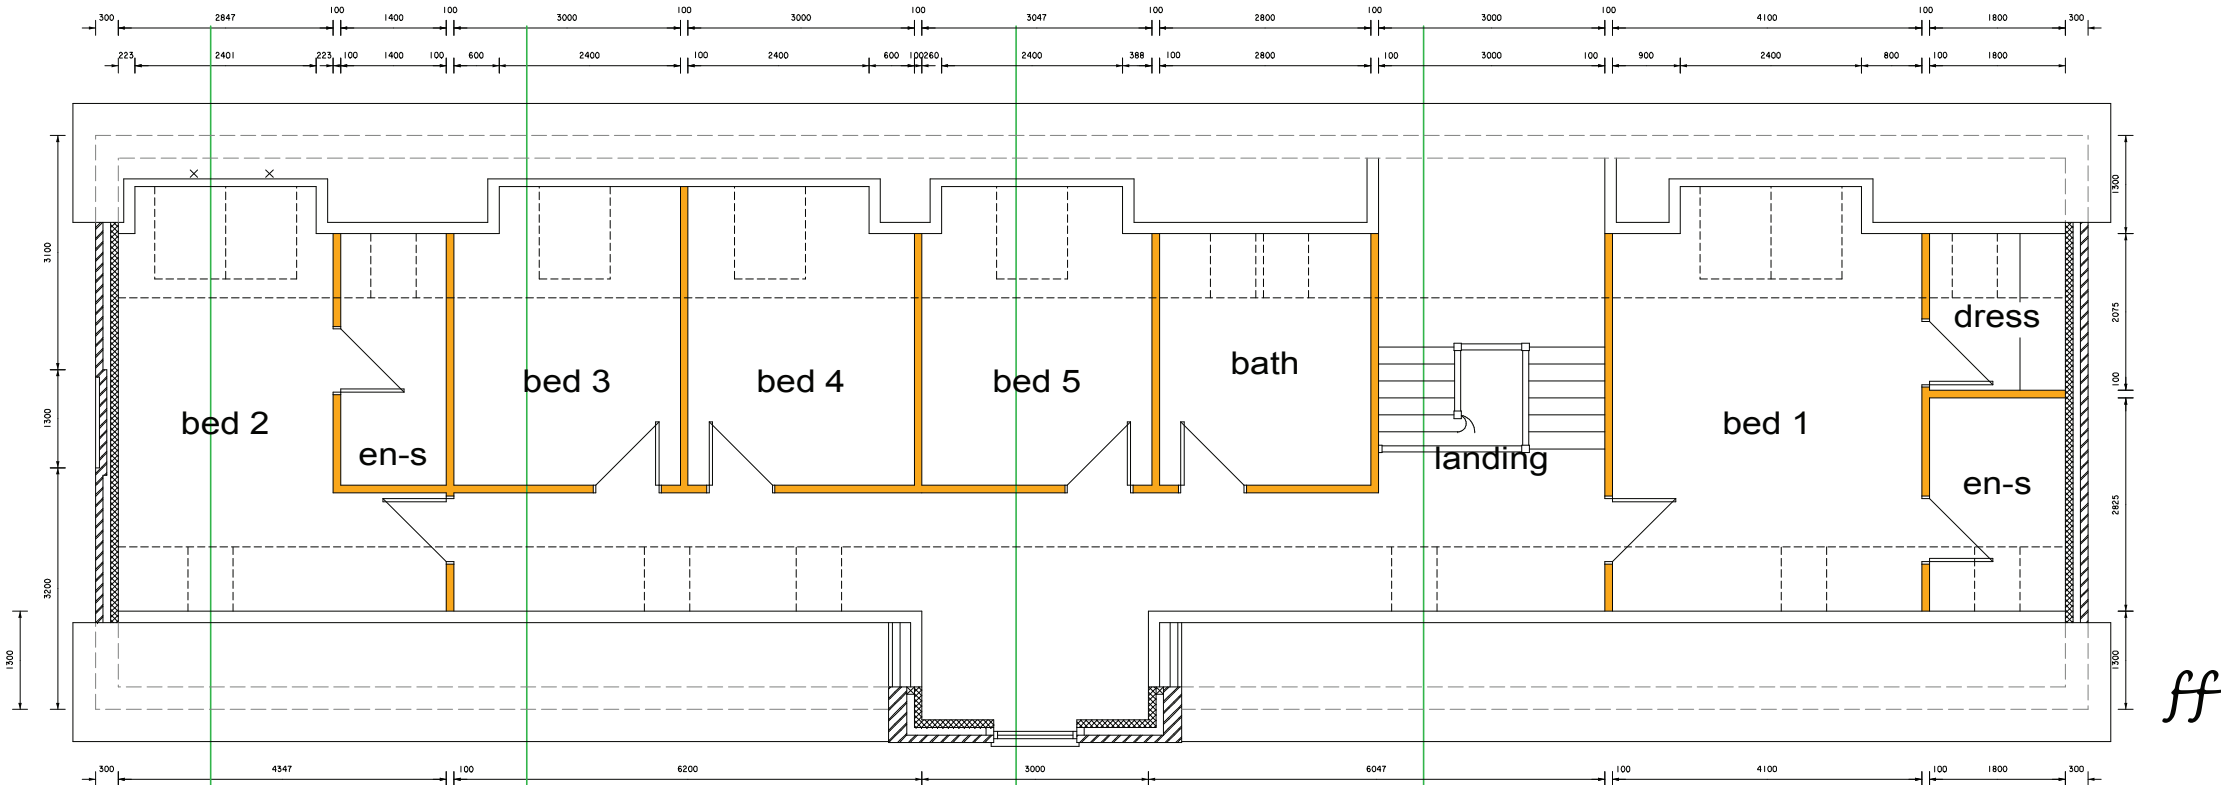 300 2847 100 1400 100 3000 100 3000 100 3047 100 2800 100 3000 100 4100 100 1800 300
223 2401 223 100 1400 100 600 2400 100 2400 600 100 260 2400 388 100 2800 100 3000 100 900 2400 800 100 1800
1300
3100
2075
dress
bath
bed 3 bed 4 bed 5
100
1300
bed 2 bed 1
en-s landing
en-s
2825
3200
1300 1300
ff
300 4347 100 6200 3000 6047 100 4100 100 1800 300